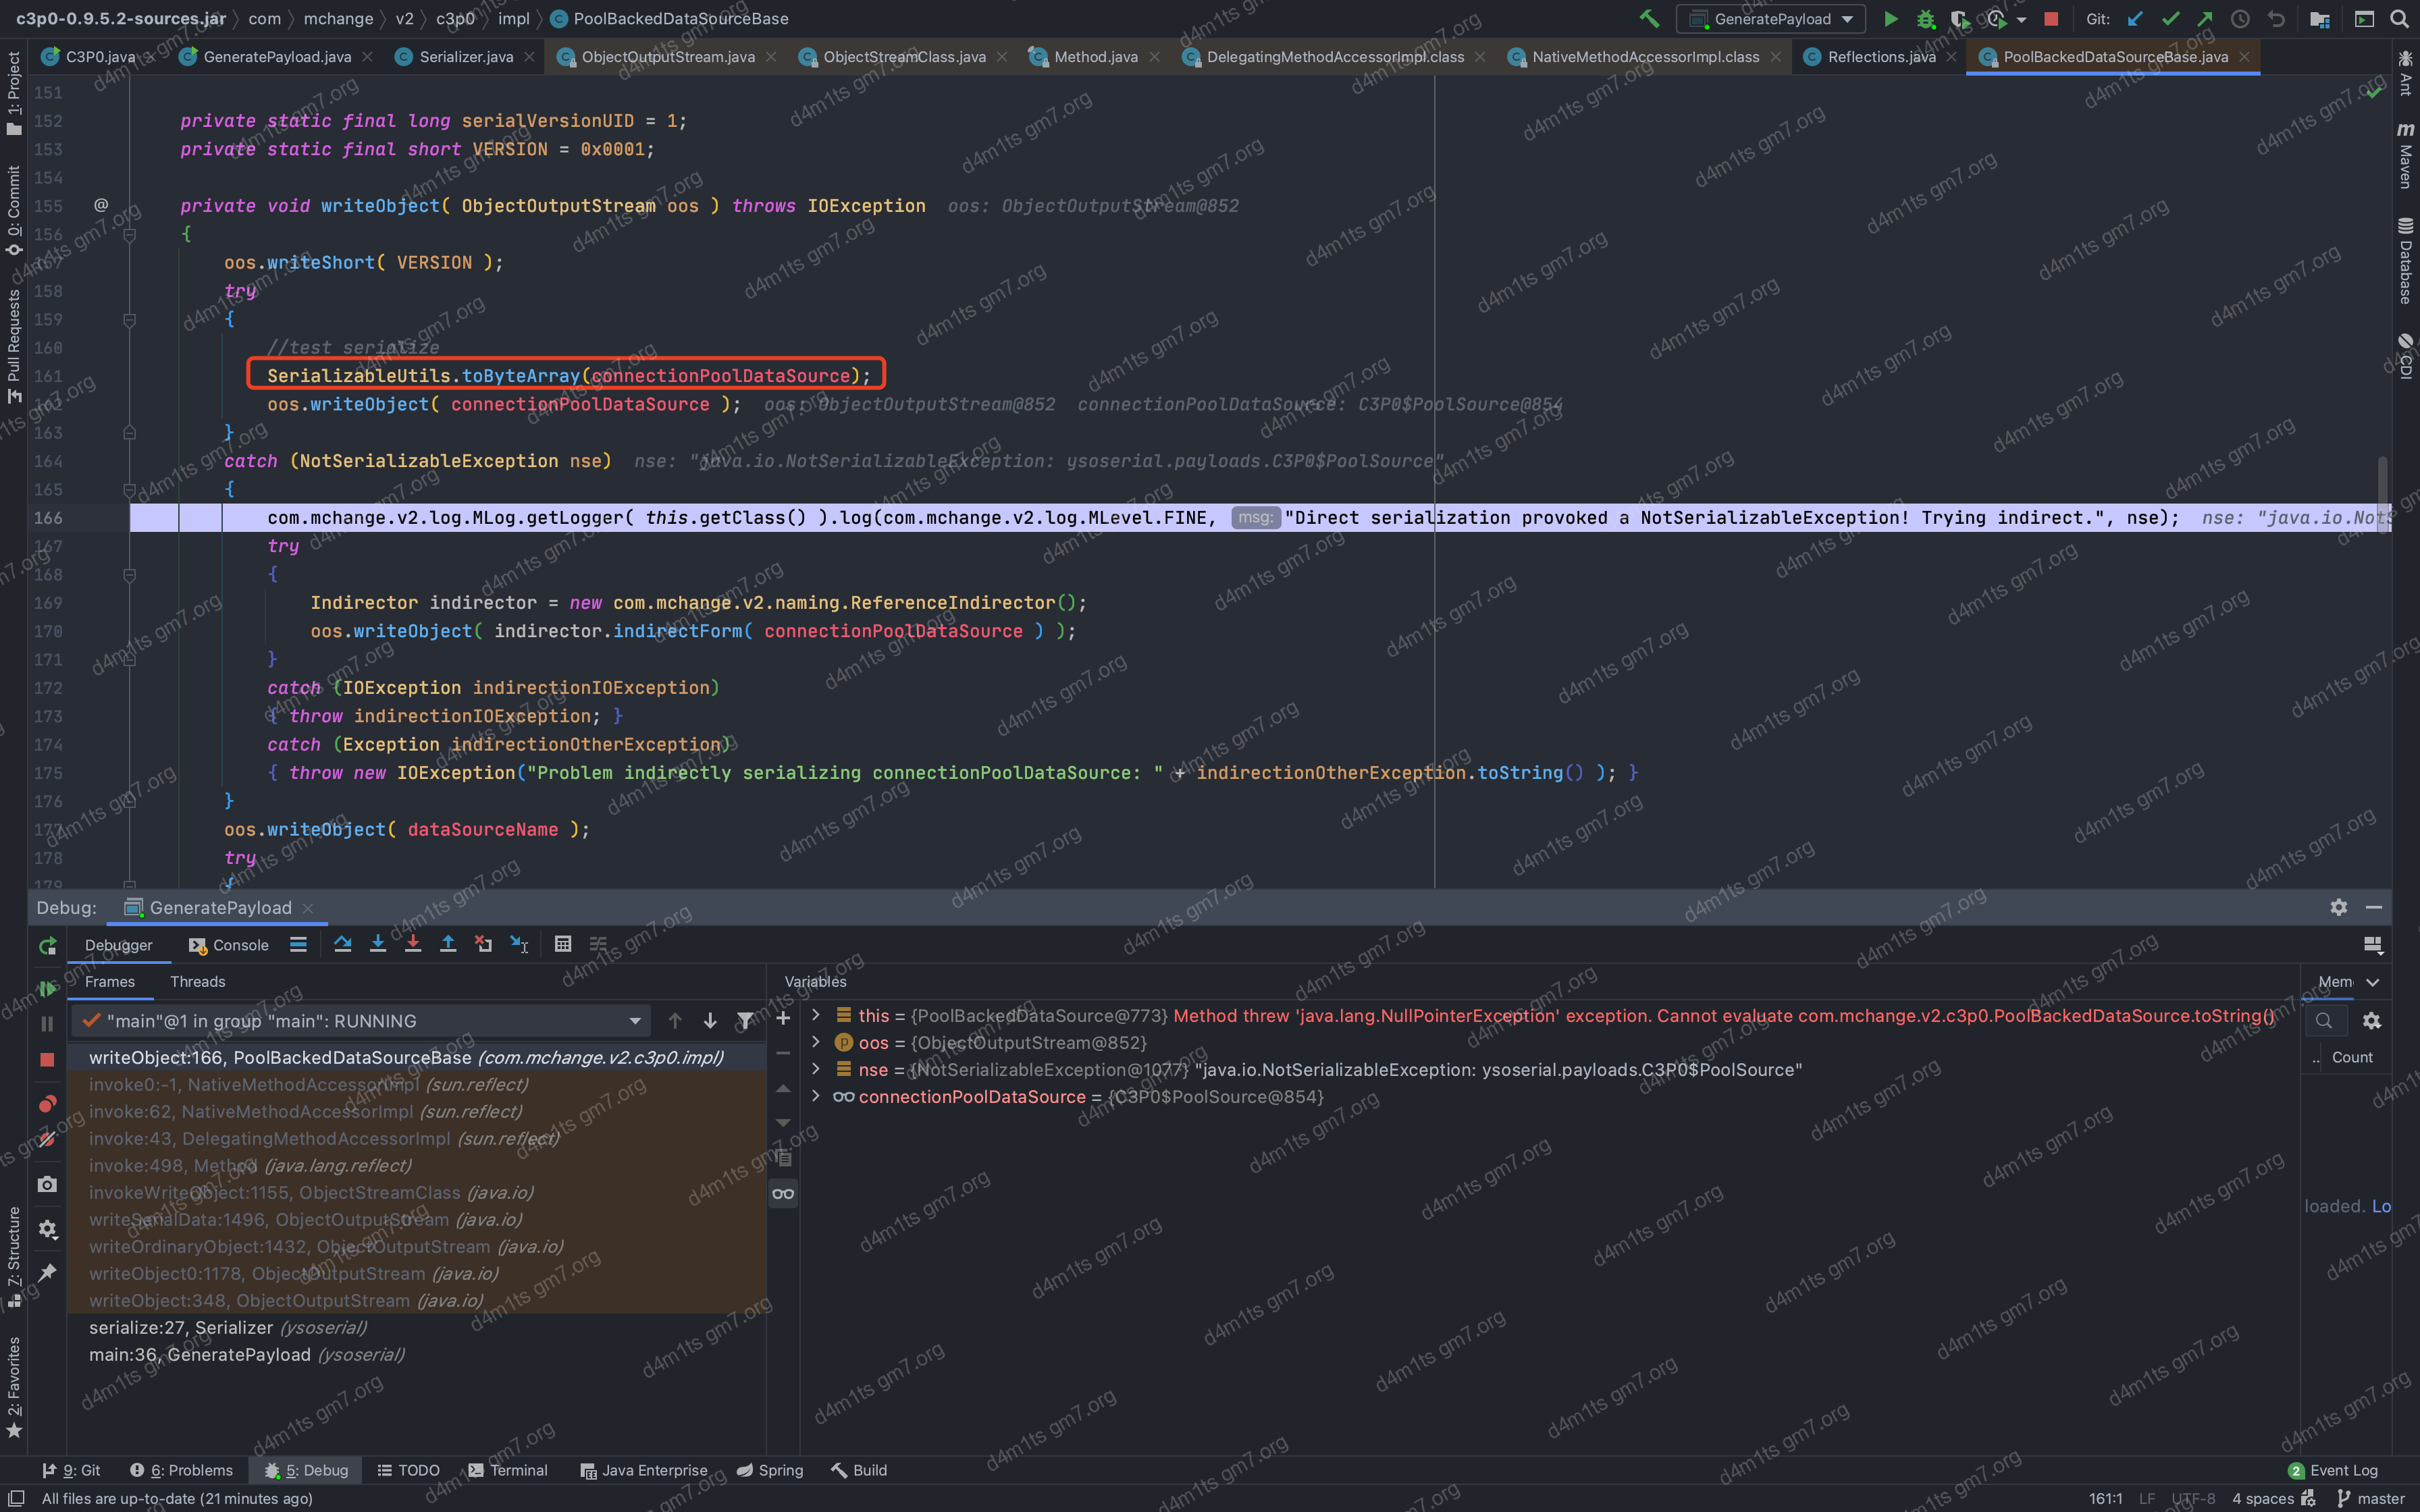 c3p0-0.9.5.2-sources.jar 〉 com 〉 mchange 〉 v2 〉 c3p0 〉 impl 〉 PoolBackedDataSourceBase
GeneratePayload
Git:
C3P0.java
GeneratePayload.java
Serializer.java
ObjectOutputStream.java
ObjectStreamClass.java
Method.java
DelegatingMethodAccessorImpl.class
NativeMethodAccessorImpl.class
Reflections.java
PoolBackedDataSourceBase.java
1: Project
0: Commit
Pull Requests
7: Structure
2: Favorites
Ant
Maven
Database
CDI
151
152 private static final long serialVersionUID = 1;
153 private static final short VERSION = 0x0001;
154
155 @ private void writeObject( ObjectOutputStream oos ) throws IOException oos: ObjectOutputStream@852
156 {
157 oos.writeShort( VERSION );
158 try
159 {
160 //test serialize
161 SerializableUtils.toByteArray(connectionPoolDataSource);
162 oos.writeObject( connectionPoolDataSource ); oos: ObjectOutputStream@852 connectionPoolDataSource: C3P0$PoolSource@854
163 }
164 catch (NotSerializableException nse) nse: "java.io.NotSerializableException: ysoserial.payloads.C3P0$PoolSource"
165 {
166 com.mchange.v2.log.MLog.getLogger( this.getClass() ).log(com.mchange.v2.log.MLevel.FINE, msg: "Direct serialization provoked a NotSerializableException! Trying indirect.", nse); nse: "java.io.NotS
167 try
168 {
169 Indirector indirector = new com.mchange.v2.naming.ReferenceIndirector();
170 oos.writeObject( indirector.indirectForm( connectionPoolDataSource ) );
171 }
172 catch (IOException indirectionIOException)
173 { throw indirectionIOException; }
174 catch (Exception indirectionOtherException)
175 { throw new IOException("Problem indirectly serializing connectionPoolDataSource: " + indirectionOtherException.toString() ); }
176 }
177 oos.writeObject( dataSourceName );
178 try
179 {
Debug: GeneratePayload
Debugger Console
Frames Threads
"main"@1 in group "main": RUNNING
writeObject:166, PoolBackedDataSourceBase (com.mchange.v2.c3p0.impl)
invoke0:-1, NativeMethodAccessorImpl (sun.reflect)
invoke:62, NativeMethodAccessorImpl (sun.reflect)
invoke:43, DelegatingMethodAccessorImpl (sun.reflect)
invoke:498, Method (java.lang.reflect)
invokeWriteObject:1155, ObjectStreamClass (java.io)
writeSerialData:1496, ObjectOutputStream (java.io)
writeOrdinaryObject:1432, ObjectOutputStream (java.io)
writeObject0:1178, ObjectOutputStream (java.io)
writeObject:348, ObjectOutputStream (java.io)
serialize:27, Serializer (ysoserial)
main:36, GeneratePayload (ysoserial)
Variables
this = {PoolBackedDataSource@773} Method threw 'java.lang.NullPointerException' exception. Cannot evaluate com.mchange.v2.c3p0.PoolBackedDataSource.toString()
oos = {ObjectOutputStream@852}
nse = {NotSerializableException@1077} "java.io.NotSerializableException: ysoserial.payloads.C3P0$PoolSource"
connectionPoolDataSource = {C3P0$PoolSource@854}
Mem
.. Count
loaded. Lo
9: Git 6: Problems 5: Debug TODO Terminal Java Enterprise Spring Build
2 Event Log
All files are up-to-date (21 minutes ago)
161:1 LF UTF-8 4 spaces master
d4m1ts gm7.org